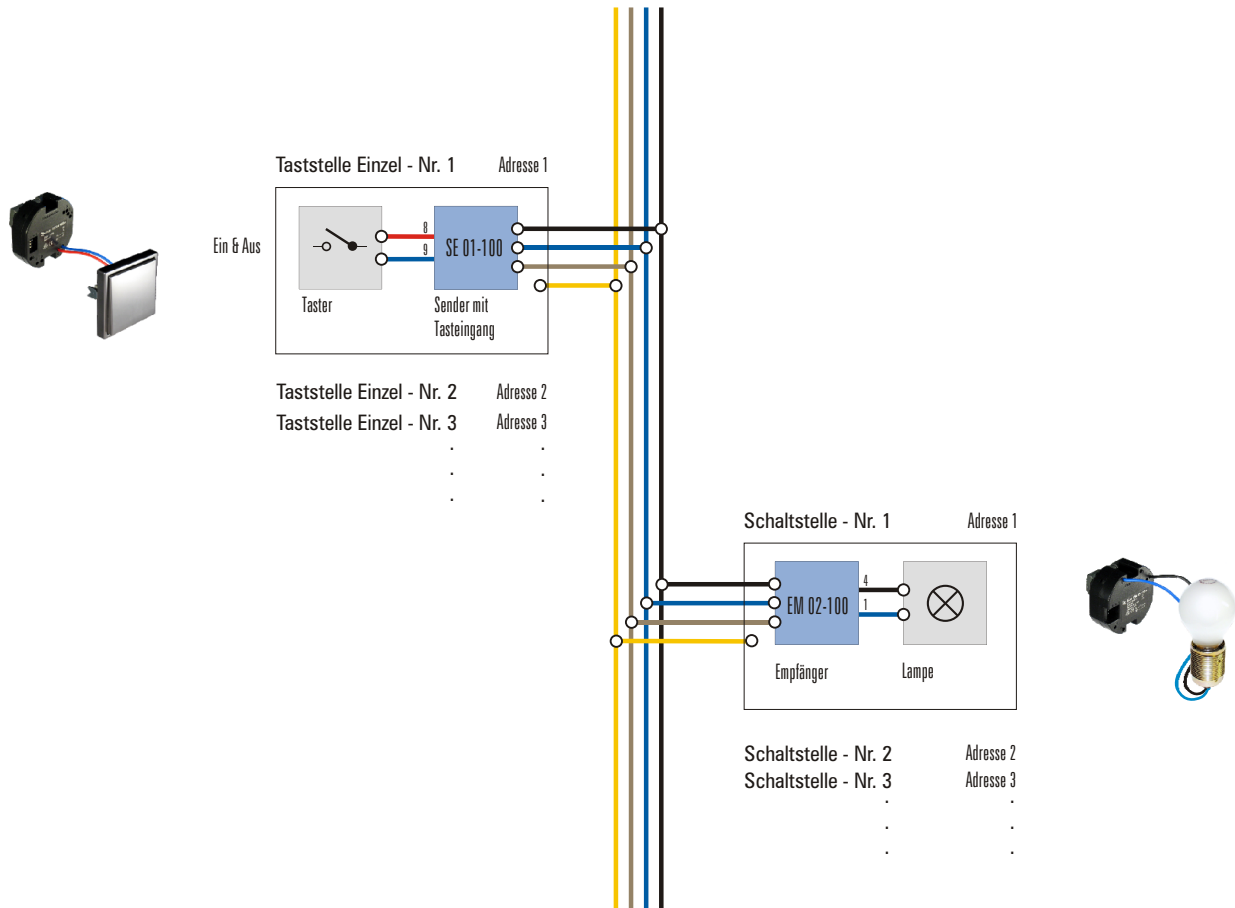 Taststelle Einzel - Nr. 1 Adresse 1
Ein & Aus
8
9
SE 01-100
Taster
Sender mit
Tasteingang
Taststelle Einzel - Nr. 2 Adresse 2
Taststelle Einzel - Nr. 3 Adresse 3
. .
. .
. .
Schaltstelle - Nr. 1 Adresse 1
EM 02-100
4
1
Empfänger
Lampe
Schaltstelle - Nr. 2 Adresse 2
Schaltstelle - Nr. 3 Adresse 3
. .
. .
. .